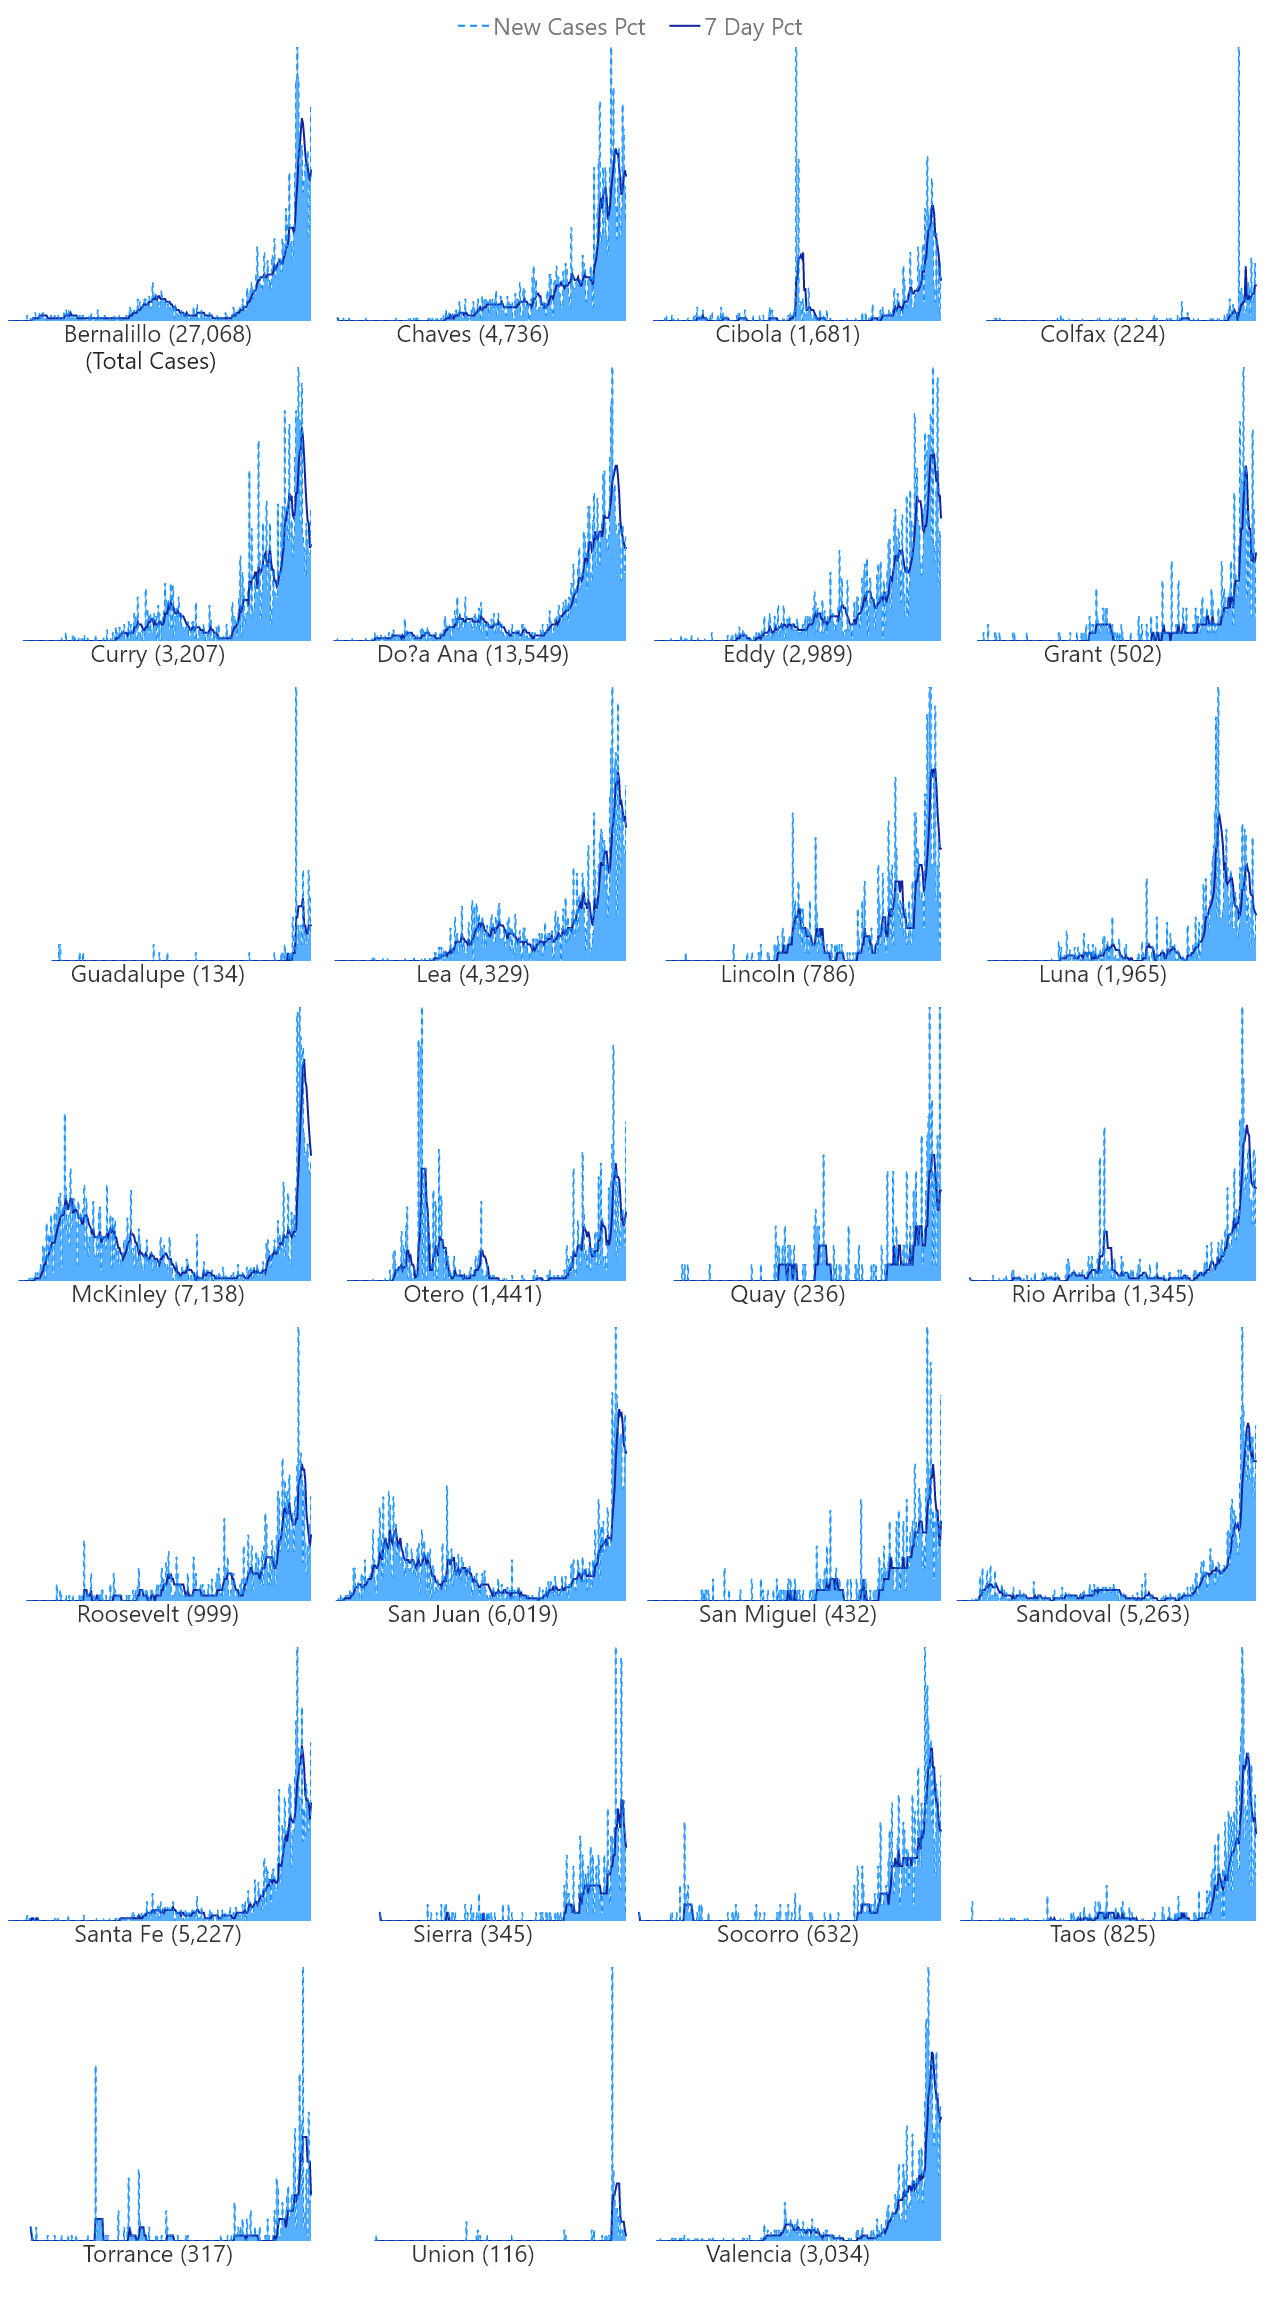 New Cases Pct 7 Day Pct
Bernalillo (27,068) Chaves (4,736) Cibola (1,681) Colfax (224)
(Total Cases)
Curry (3,207) Do?a Ana (13,549) Eddy (2,989) Grant (502)
Guadalupe (134) Lea (4,329) Lincoln (786) Luna (1,965)
McKinley (7,138) Otero (1,441) Quay (236) Rio Arriba (1,345)
Roosevelt (999) San Juan (6,019) San Miguel (432) Sandoval (5,263)
Santa Fe (5,227) Sierra (345) Socorro (632) Taos (825)
Torrance (317) Union (116) Valencia (3,034)